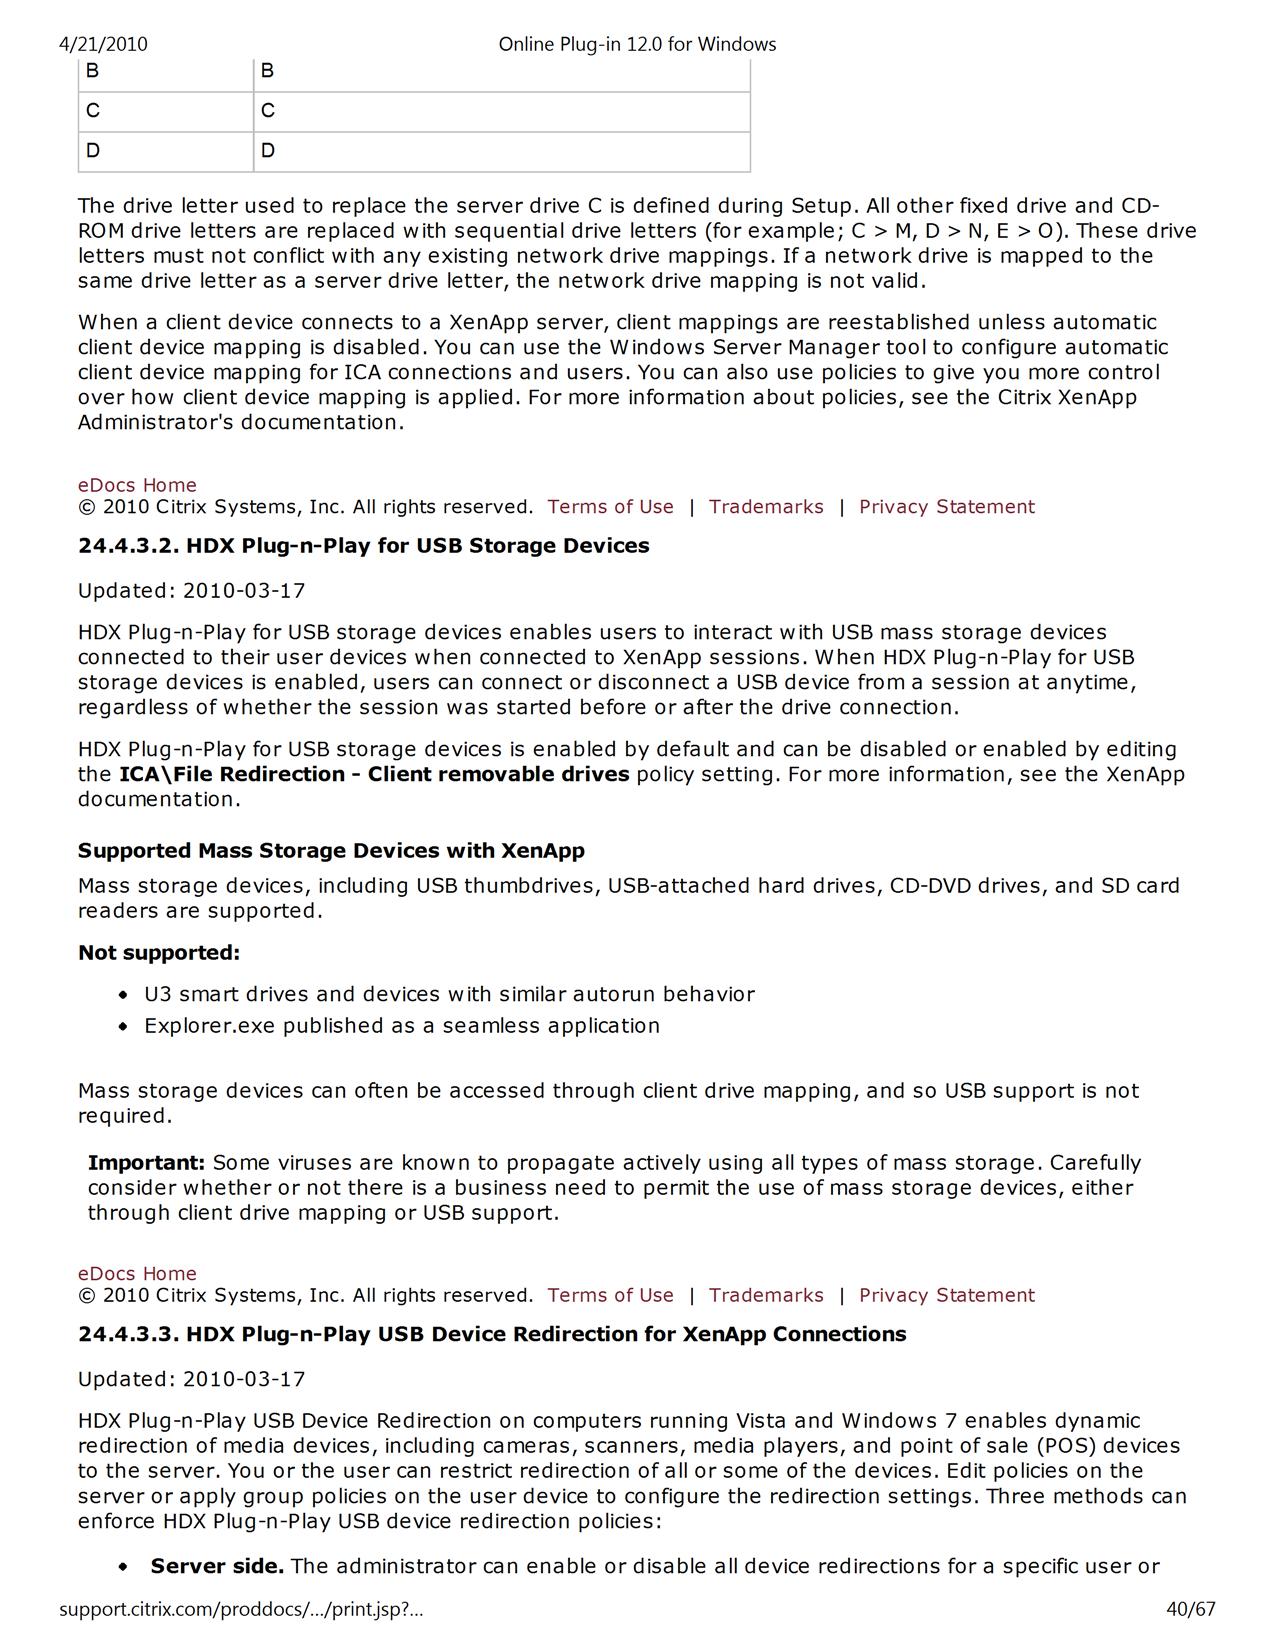 4/21/2010 Online Plug-in 12.0 for Windows
B B
C C
D D
The drive letter used to replace the server drive C is defined during Setup. All other fixed drive and CD-
ROM drive letters are replaced with sequential drive letters (for example; C > M, D > N, E > O). These drive
letters must not conflict with any existing network drive mappings. If a network drive is mapped to the
same drive letter as a server drive letter, the network drive mapping is not valid.
When a client device connects to a XenApp server, client mappings are reestablished unless automatic
client device mapping is disabled. You can use the Windows Server Manager tool to configure automatic
client device mapping for ICA connections and users. You can also use policies to give you more control
over how client device mapping is applied. For more information about policies, see the Citrix XenApp
Administrator's documentation.
eDocs Home
© 2010 Citrix Systems, Inc. All rights reserved. Terms of Use | Trademarks | Privacy Statement
24.4.3.2. HDX Plug-n-Play for USB Storage Devices
Updated: 2010-03-17
HDX Plug-n-Play for USB storage devices enables users to interact with USB mass storage devices
connected to their user devices when connected to XenApp sessions. When HDX Plug-n-Play for USB
storage devices is enabled, users can connect or disconnect a USB device from a session at anytime,
regardless of whether the session was started before or after the drive connection.
HDX Plug-n-Play for USB storage devices is enabled by default and can be disabled or enabled by editing
the ICA\File Redirection - Client removable drives policy setting. For more information, see the XenApp
documentation.
Supported Mass Storage Devices with XenApp
Mass storage devices, including USB thumbdrives, USB-attached hard drives, CD-DVD drives, and SD card
readers are supported.
Not supported:
• U3 smart drives and devices with similar autorun behavior
• Explorer.exe published as a seamless application
Mass storage devices can often be accessed through client drive mapping, and so USB support is not
required.
Important: Some viruses are known to propagate actively using all types of mass storage. Carefully
consider whether or not there is a business need to permit the use of mass storage devices, either
through client drive mapping or USB support.
eDocs Home
© 2010 Citrix Systems, Inc. All rights reserved. Terms of Use | Trademarks | Privacy Statement
24.4.3.3. HDX Plug-n-Play USB Device Redirection for XenApp Connections
Updated: 2010-03-17
HDX Plug-n-Play USB Device Redirection on computers running Vista and Windows 7 enables dynamic
redirection of media devices, including cameras, scanners, media players, and point of sale (POS) devices
to the server. You or the user can restrict redirection of all or some of the devices. Edit policies on the
server or apply group policies on the user device to configure the redirection settings. Three methods can
enforce HDX Plug-n-Play USB device redirection policies:
• Server side. The administrator can enable or disable all device redirections for a specific user or
support.citrix.com/proddocs/.../print.jsp?... 40/67